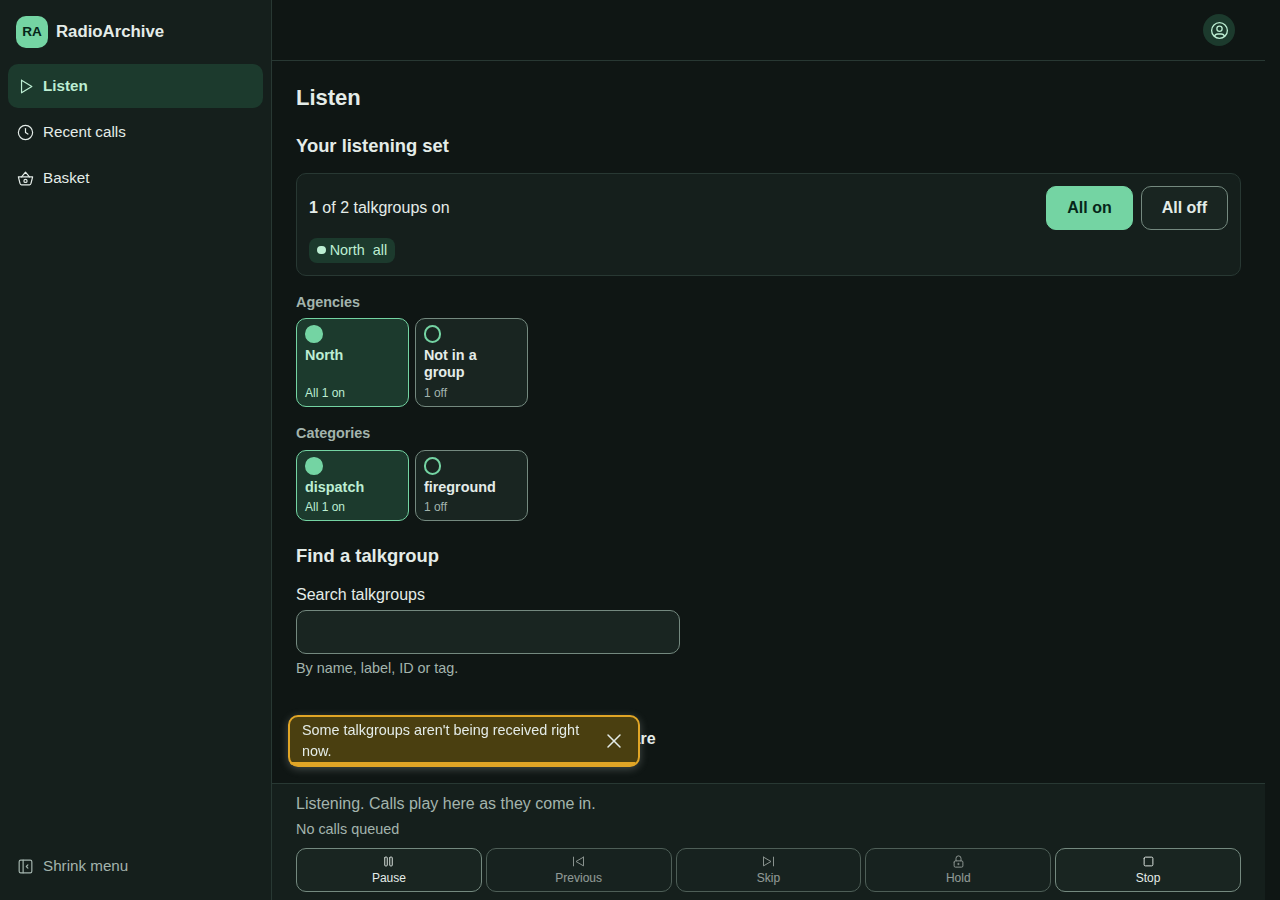 RA RadioArchive
Listen
Recent calls
Basket
Shrink menu
Listen
Your listening set
1 of 2 talkgroups on
All on
All off
North all
Agencies
North
All 1 on
Not in a
group
1 off
Categories
dispatch
All 1 on
fireground
1 off
Find a talkgroup
Search talkgroups
By name, label, ID or tag.
Some talkgroups aren't being received right
now.
Listening. Calls play here as they come in.
No calls queued
Pause
Previous
Skip
Hold
Stop